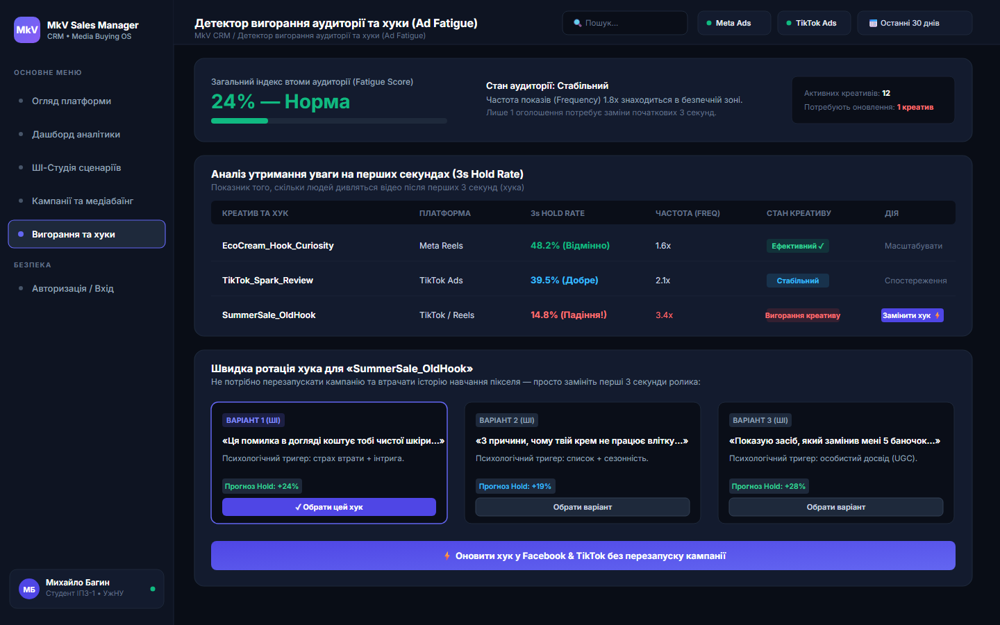 MkV
MkV Sales Manager
CRM • Media Buying OS
ОСНОВНЕ МЕНЮ
Огляд платформи
Дашборд аналітики
ШІ-Студія сценаріїв
Кампанії та медіабаїнг
Вигорання та хуки
БЕЗПЕКА
Авторизація / Вхід
МБ
Михайло Багин
Студент ІПЗ-1 • УжНУ
Детектор вигорання аудиторії та хуки (Ad Fatigue)
MkV CRM / Детектор вигорання аудиторії та хуки (Ad Fatigue)
Пошук...
Meta Ads
TikTok Ads
Останні 30 днів
Загальний індекс втоми аудиторії (Fatigue Score)
24% — Норма
Стан аудиторії: Стабільний
Частота показів (Frequency) 1.8x знаходиться в безпечній зоні.
Лише 1 оголошення потребує заміни початкових 3 секунд.
Активних креативів: 12
Потребують оновлення: 1 креатив
Аналіз утримання уваги на перших секундах (3s Hold Rate)
Показник того, скільки людей дивляться відео після перших 3 секунд (хука)
КРЕАТИВ ТА ХУК ПЛАТФОРМА 3s HOLD RATE ЧАСТОТА (FREQ) СТАН КРЕАТИВУ ДІЯ
EcoCream_Hook_Curiosity Meta Reels 48.2% (Відмінно) 1.6x Ефективний ✓ Масштабувати
TikTok_Spark_Review TikTok Ads 39.5% (Добре) 2.1x Стабільний Спостереження
SummerSale_OldHook TikTok / Reels 14.8% (Падіння!) 3.4x Вигорання креативу Замінити хук ⚡
Швидка ротація хука для «SummerSale_OldHook»
Не потрібно перезапускати кампанію та втрачати історію навчання пікселя — просто замініть перші 3 секунди ролика:
ВАРІАНТ 1 (ШІ)
«Ця помилка в догляді коштує тобі чистої шкіри...»
Психологічний тригер: страх втрати + інтрига.
Прогноз Hold: +24%
✓ Обрати цей хук
ВАРІАНТ 2 (ШІ)
«3 причини, чому твій крем не працює влітку...»
Психологічний тригер: список + сезонність.
Прогноз Hold: +19%
Обрати варіант
ВАРІАНТ 3 (ШІ)
«Показую засіб, який замінив мені 5 баночок...»
Психологічний тригер: особистий досвід (UGC).
Прогноз Hold: +28%
Обрати варіант
⚡ Оновити хук у Facebook & TikTok без перезапуску кампанії